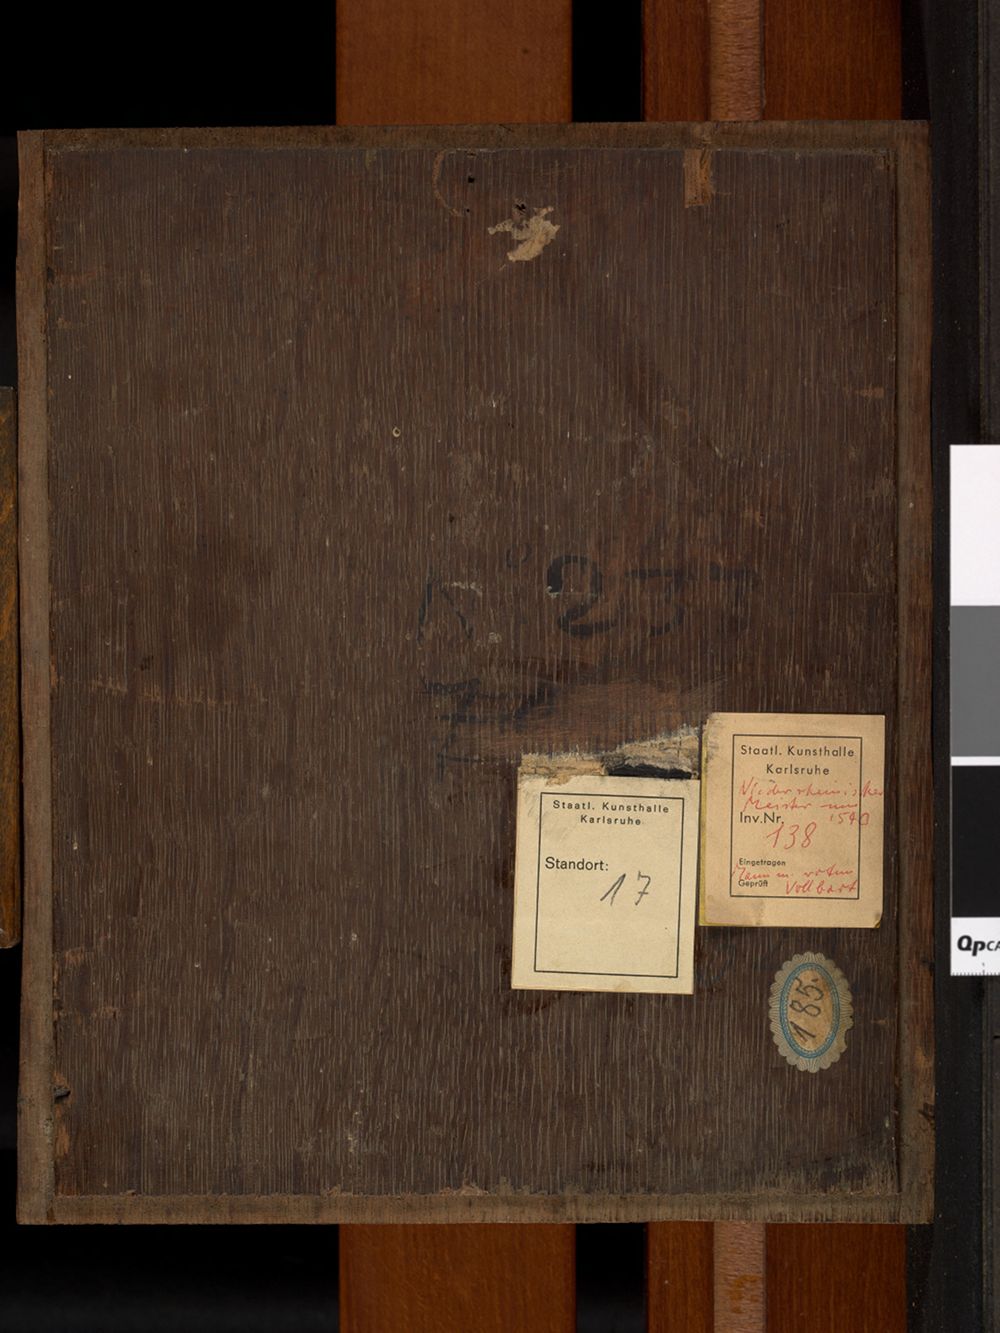 N° 237
Staatl. Kunsthalle
Karlsruhe
Niederrheinischer
Meister um
Inv.Nr. 1540
138
Eingetragen
Mann m. rotem
Geprüft Vollbart
Staatl. Kunsthalle
Karlsruhe
Standort:
17
185.
QPCA